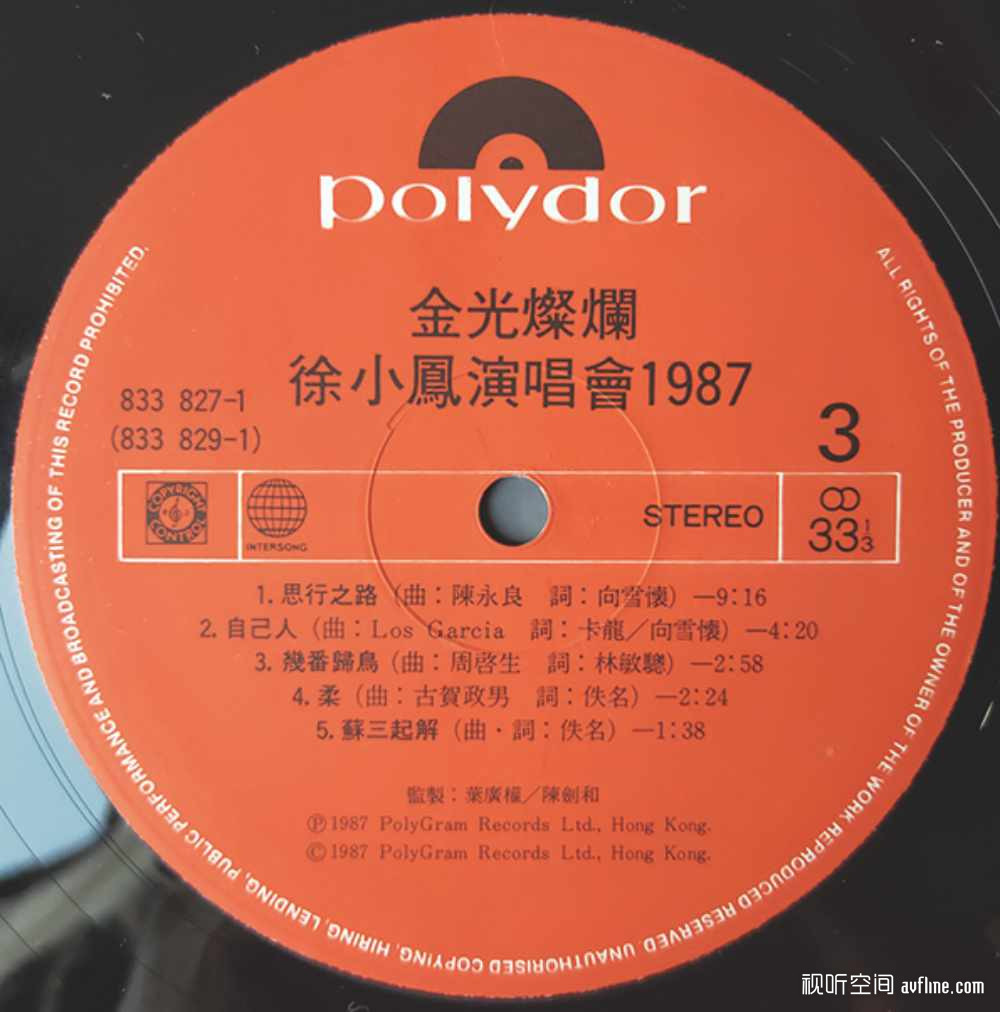 polydor
金光燦爛
徐小鳳演唱會1987
833 827-1
(833 829-1)
3
COPYRIGHT CONTROL
INTERSONG
STEREO
33 1/3
1. 思行之路 (曲：陳永良 詞：向雪懷) —9:16
2. 自己人 (曲：Los Garcia 詞：卡龍／向雪懷) —4:20
3. 幾番歸鳥 (曲：周啓生 詞：林敏驄) —2:58
4. 柔 (曲：古賀政男 詞：佚名) —2:24
5. 蘇三起解 (曲・詞：佚名) —1:38
監製：葉廣權／陳劍和
Ⓟ1987 PolyGram Records Ltd., Hong Kong.
©1987 PolyGram Records Ltd., Hong Kong.
ALL RIGHTS OF THE PRODUCER AND OF THE OWNER OF THE WORK REPRODUCED RESERVED. UNAUTHORISED COPYING, HIRING, LENDING, PUBLIC PERFORMANCE AND BROADCASTING OF THIS RECORD PROHIBITED.
视听空间 avfline.com